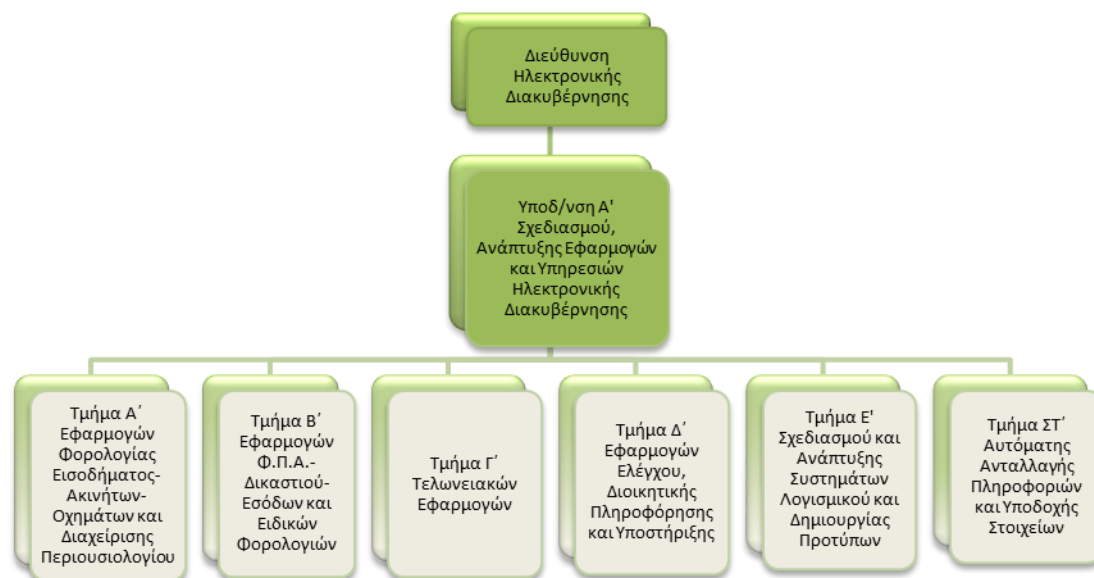 Διεύθυνση
Ηλεκτρονικής
Διακυβέρνησης
Υποδ/νση Α'
Σχεδιασμού,
Ανάπτυξης Εφαρμογών
και Υπηρεσιών
Ηλεκτρονικής
Διακυβέρνησης
Τμήμα Α΄
Εφαρμογών
Φορολογίας
Εισοδήματος-
Ακινήτων-
Οχημάτων και
Διαχείρισης
Περιουσιολογίου
Τμήμα Β΄
Εφαρμογών
Φ.Π.Α.-
Δικαστιού-
Εσόδων και
Ειδικών
Φορολογιών
Τμήμα Γ΄
Τελωνειακών
Εφαρμογών
Τμήμα Δ΄
Εφαρμογών
Ελέγχου,
Διοικητικής
Πληροφόρησης
και Υποστήριξης
Τμήμα Ε'
Σχεδιασμού και
Ανάπτυξης
Συστημάτων
Λογισμικού και
Δημιουργίας
Προτύπων
Τμήμα ΣΤ΄
Αυτόματης
Ανταλλαγής
Πληροφοριών
και Υποδοχής
Στοιχείων